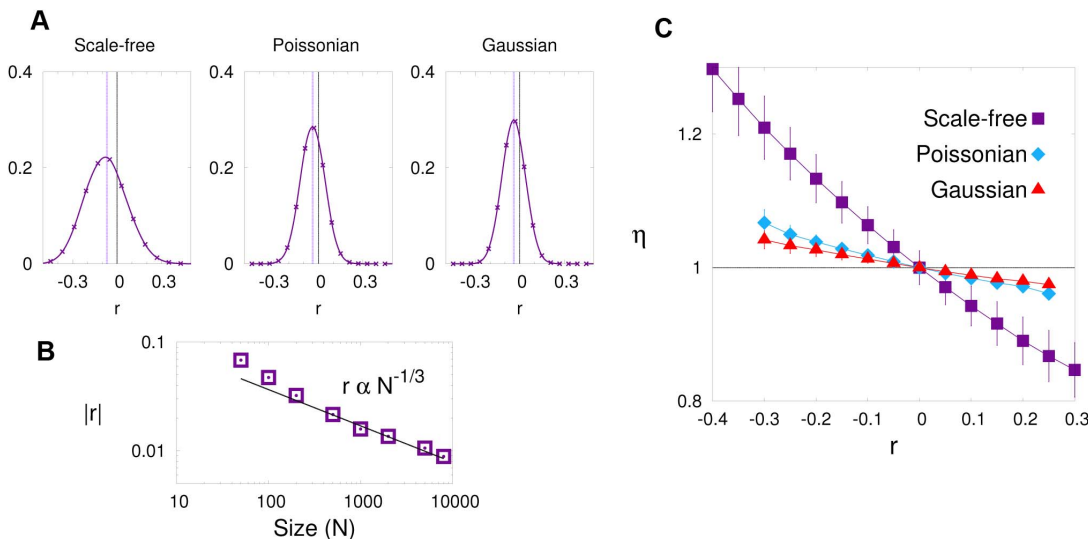 A
Scale-free
Poissonian
Gaussian
0.4
0.2
0
-0.3
0
0.3
r
0.4
0.2
0
-0.3
0
0.3
r
0.4
0.2
0
-0.3
0
0.3
r
B
0.1
0.01
|r|
r α N-1/3
10
100
1000
10000
Size (N)
C
Scale-free
Poissonian
Gaussian
1.2
η
1
0.8
-0.4
-0.3
-0.2
-0.1
0
0.1
0.2
0.3
r